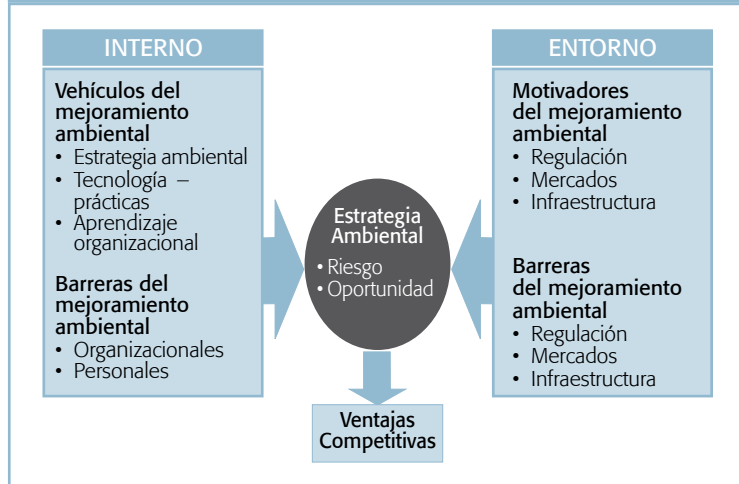 INTERNO
Vehículos del
mejoramiento
ambiental
• Estrategia ambiental
• Tecnología –
prácticas
• Aprendizaje
organizacional
Barreras del
mejoramiento
ambiental
• Organizacionales
• Personales
Estrategia
Ambiental
• Riesgo
• Oportunidad
Ventajas
Competitivas
ENTORNO
Motivadores
del mejoramiento
ambiental
• Regulación
• Mercados
• Infraestructura
Barreras
del mejoramiento
ambiental
• Regulación
• Mercados
• Infraestructura